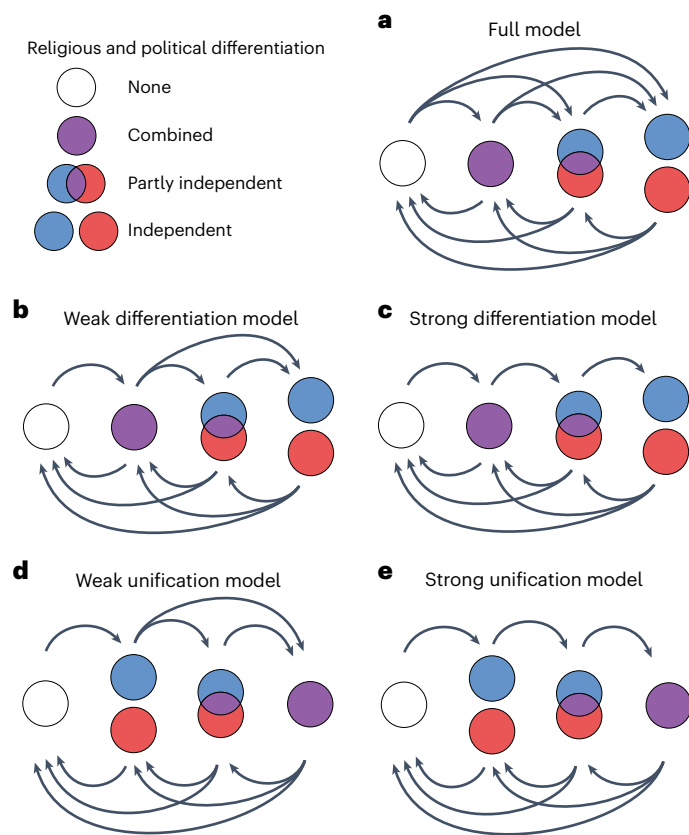 Religious and political differentiation
None
Combined
Partly independent
Independent
a
Full model
b
Weak differentiation model
c
Strong differentiation model
d
Weak unification model
e
Strong unification model